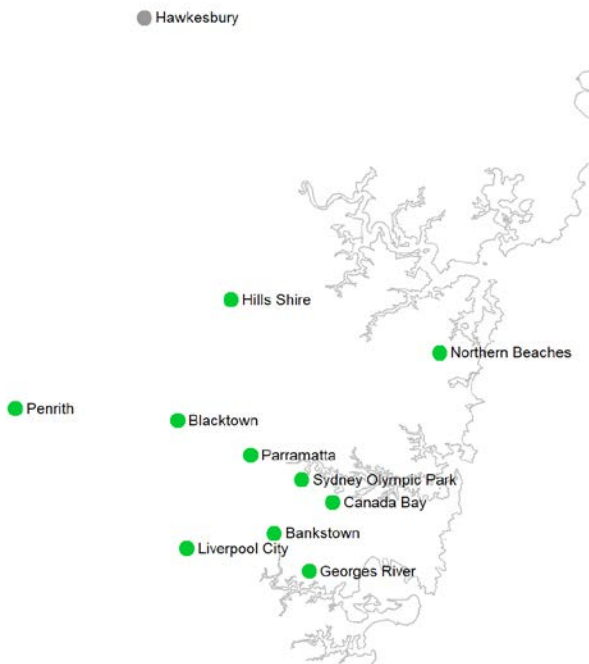 Hawkesbury
Hills Shire
Northern Beaches
Penrith
Blacktown
Parramatta
Sydney Olympic Park
Canada Bay
Bankstown
Liverpool City
Georges River